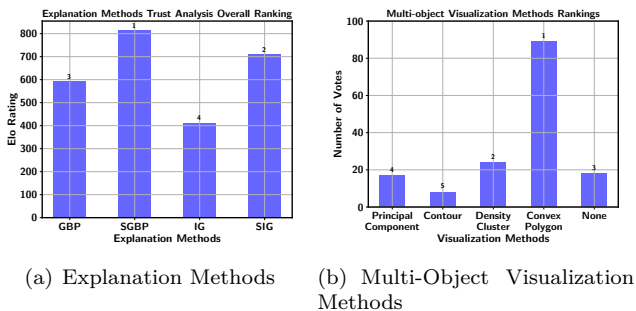 Explanation Methods Trust Analysis Overall Ranking
Elo Rating
800
700
600
500
400
300
200
100
0
3
1
4
2
GBP SGBP IG SIG
Explanation Methods
(a) Explanation Methods
Multi-object Visualization Methods Rankings
Number of Votes
100
80
60
40
20
0
4
5
2
1
3
Principal Component
Contour
Density Cluster
Convex Polygon
None
Visualization Methods
(b) Multi-Object Visualization
Methods